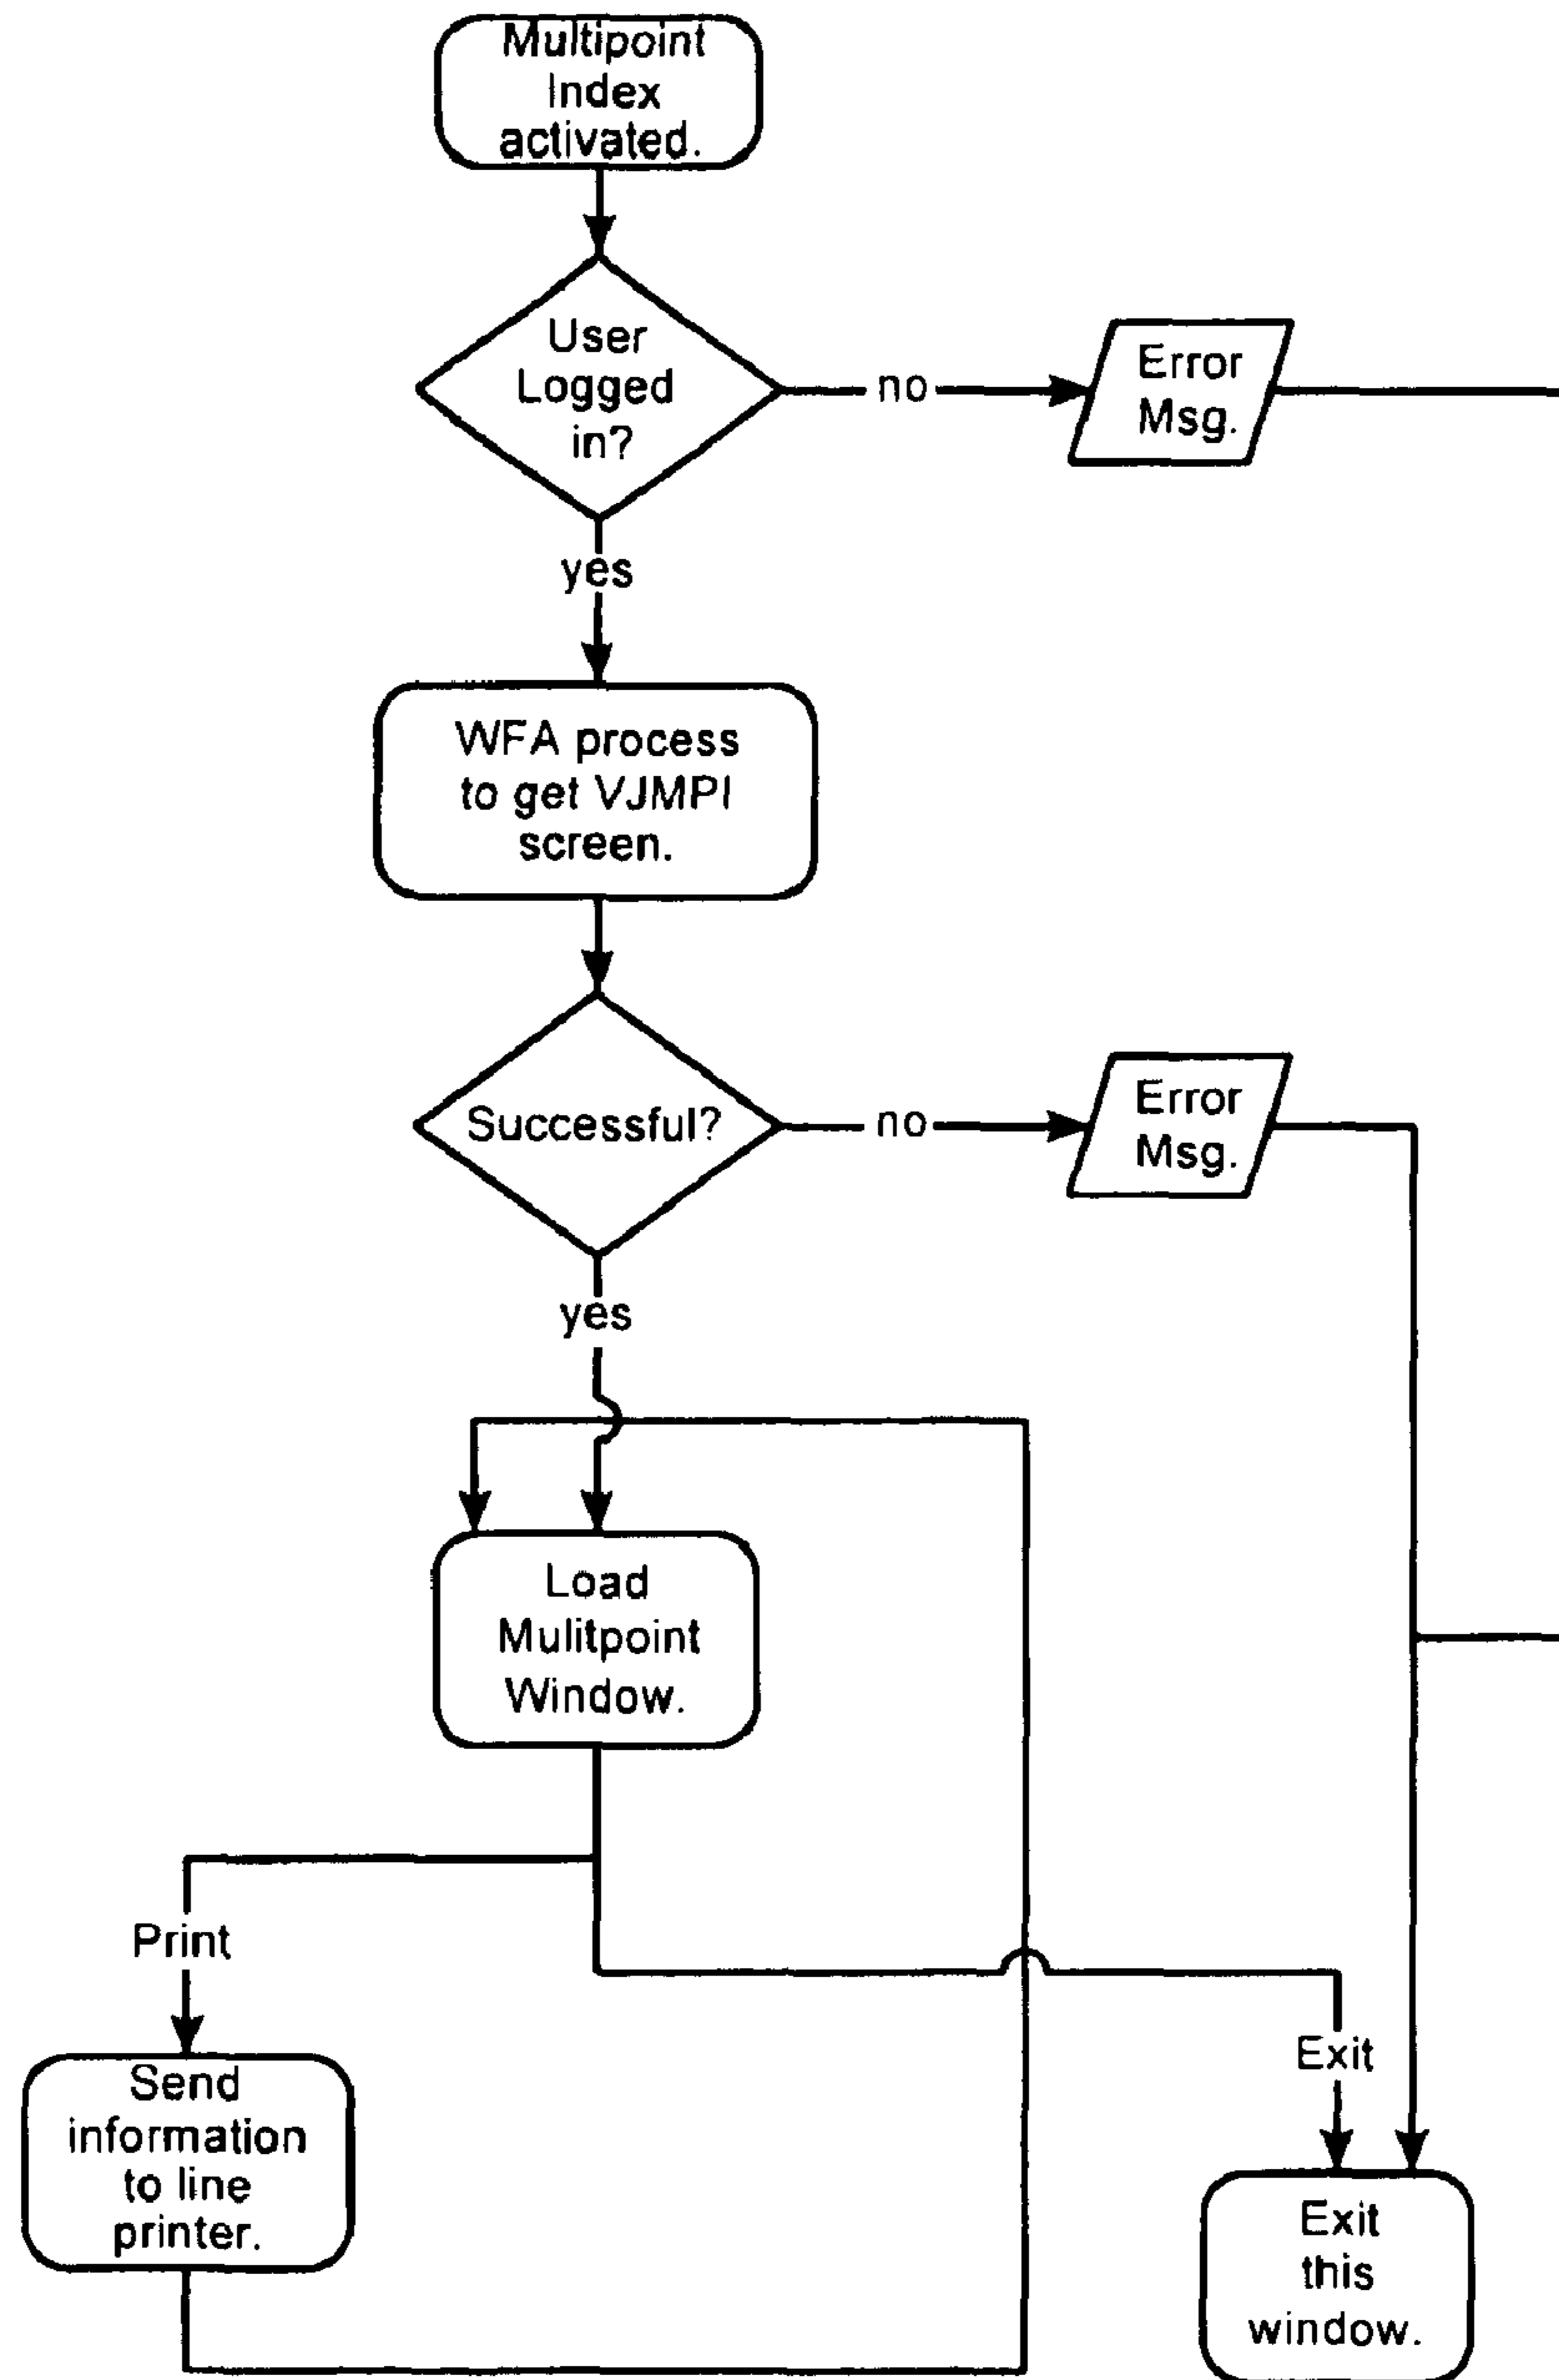 Multipoint
Index
activated.
User
Logged
in?
no
Error
Msg.
yes
WFA process
to get VJMPI
screen.
Successful?
no
Error
Msg.
yes
Load
Mulitpoint
Window.
Print
Exit
Send
information
to line
printer.
Exit
this
window.